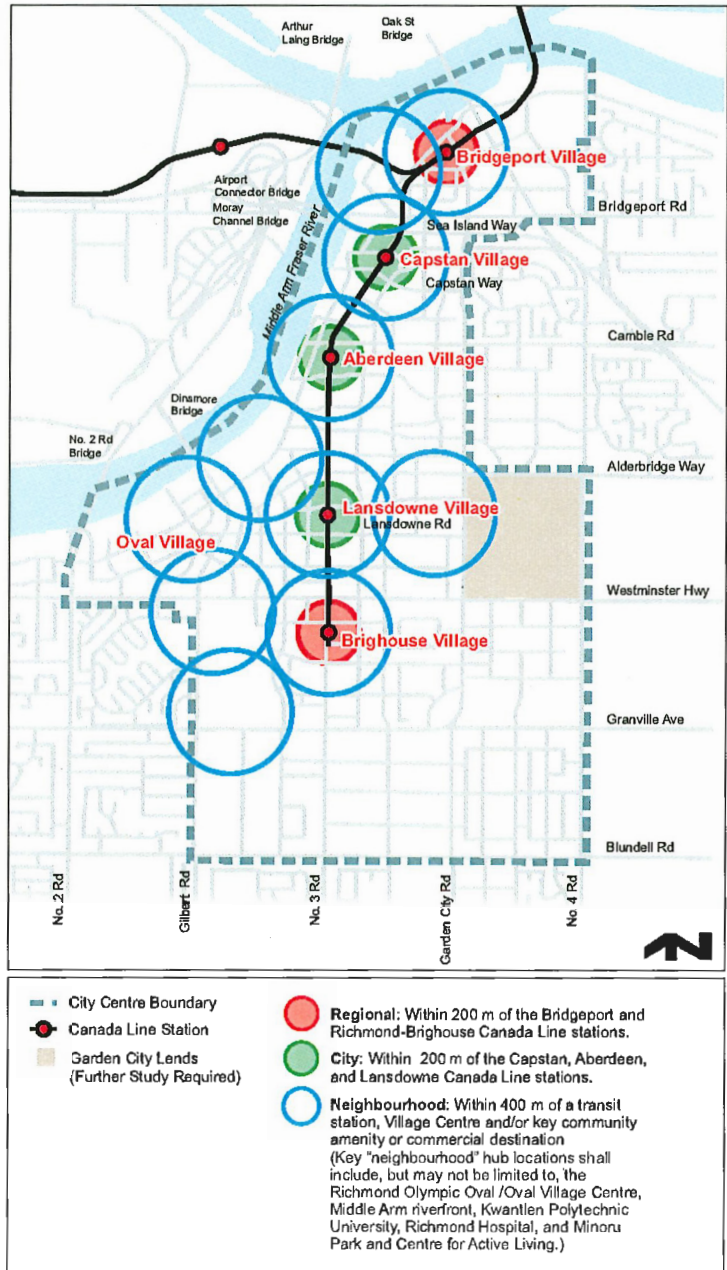 Arthur
Laing Bridge
Oak St
Bridge
Bridgeport Village
Airport
Connector Bridge
Moray
Channel Bridge
Bridgeport Rd
Sea Island Way
Middle Arm Fraser River
Capstan Village
Capstan Way
Cambie Rd
Aberdeen Village
Dinsmore
Bridge
No. 2 Rd
Bridge
Alderbridge Way
Lansdowne Village
Lansdowne Rd
Oval Village
Westminster Hwy
Brighouse Village
Granville Ave
Blundell Rd
No. 2 Rd
Gilbert Rd
No. 3 Rd
Garden City Rd
No. 4 Rd
N
City Centre Boundary
Canada Line Station
Garden City Lands
(Further Study Required)
Regional: Within 200 m of the Bridgeport and
Richmond-Brighouse Canada Line stations.
City: Within 200 m of the Capstan, Aberdeen,
and Lansdowne Canada Line stations.
Neighbourhood: Within 400 m of a transit
station, Village Centre and/or key community
amenity or commercial destination
(Key "neighbourhood" hub locations shall
include, but may not be limited to, the
Richmond Olympic Oval /Oval Village Centre,
Middle Arm riverfront, Kwantlen Polytechnic
University, Richmond Hospital, and Minoru
Park and Centre for Active Living.)